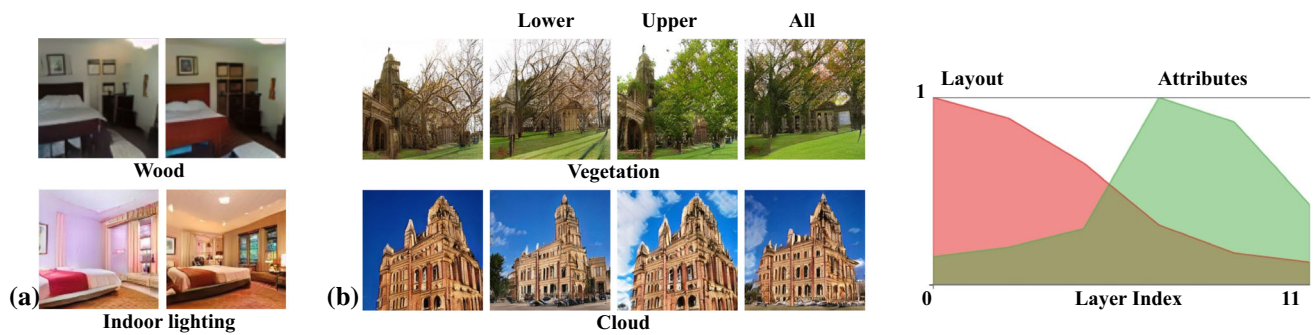 Lower Upper All
Layout Attributes
1
Wood
Vegetation
(a) (b)
Indoor lighting
Cloud
0 Layer Index 11